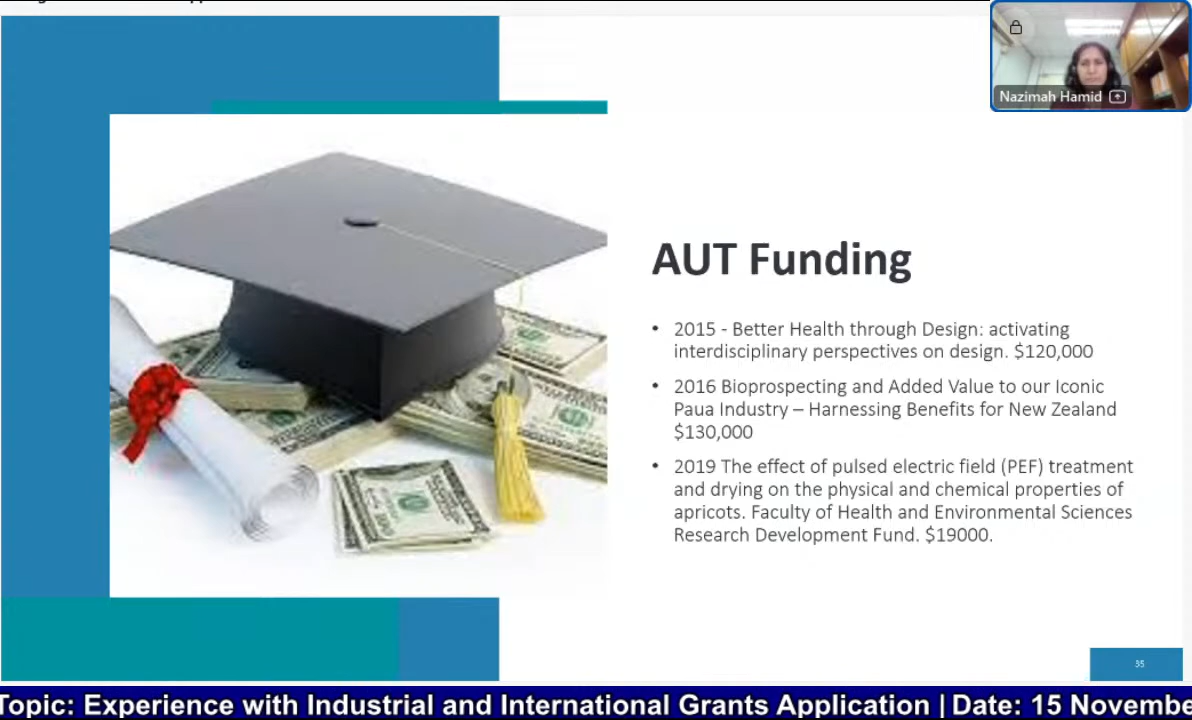 Nazimah Hamid
AUT Funding
• 2015 - Better Health through Design: activating
interdisciplinary perspectives on design. $120,000
• 2016 Bioprospecting and Added Value to our Iconic
Paua Industry – Harnessing Benefits for New Zealand
$130,000
• 2019 The effect of pulsed electric field (PEF) treatment
and drying on the physical and chemical properties of
apricots. Faculty of Health and Environmental Sciences
Research Development Fund. $19000.
35
Topic: Experience with Industrial and International Grants Application | Date: 15 Novembe